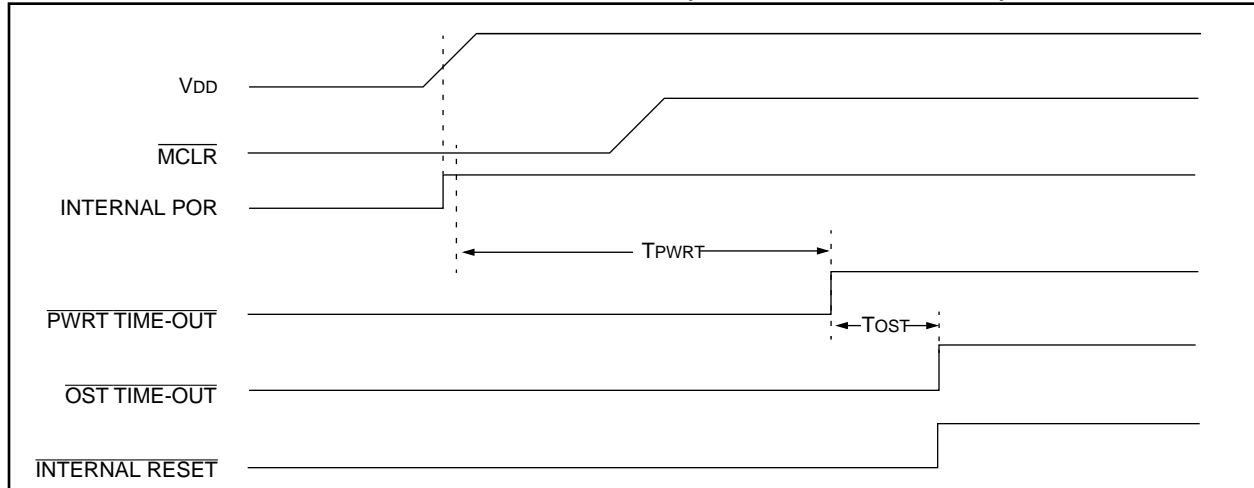 VDD
MCLR
INTERNAL POR
TPWRT
PWRT TIME-OUT
TOST
OST TIME-OUT
INTERNAL RESET